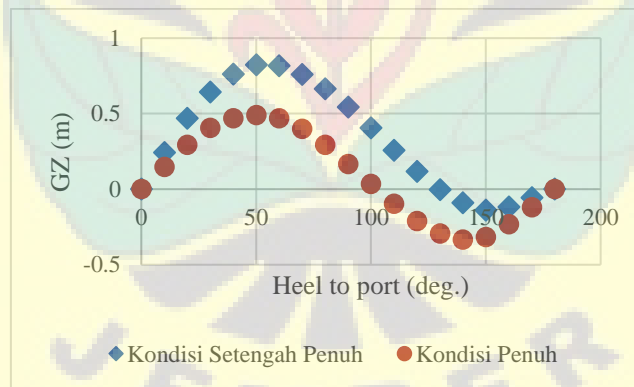 1
0.5
0
-0.5
0 50 100 150 200
GZ (m)
Heel to port (deg.)
Kondisi Setengah Penuh
Kondisi Penuh